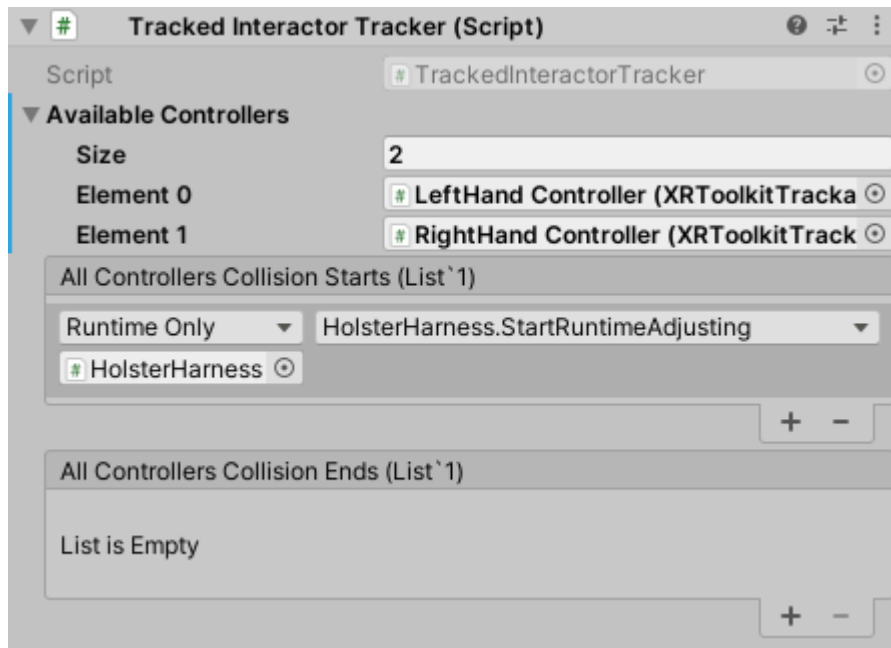 Tracked Interactor Tracker (Script)
Script # TrackedInteractorTracker
Available Controllers
Size 2
Element 0 # LeftHand Controller (XRToolkitTracka
Element 1 # RightHand Controller (XRToolkitTrack
All Controllers Collision Starts (List`1)
Runtime Only HolsterHarness.StartRuntimeAdjusting
# HolsterHarness
+ −
All Controllers Collision Ends (List`1)
List is Empty
+ −